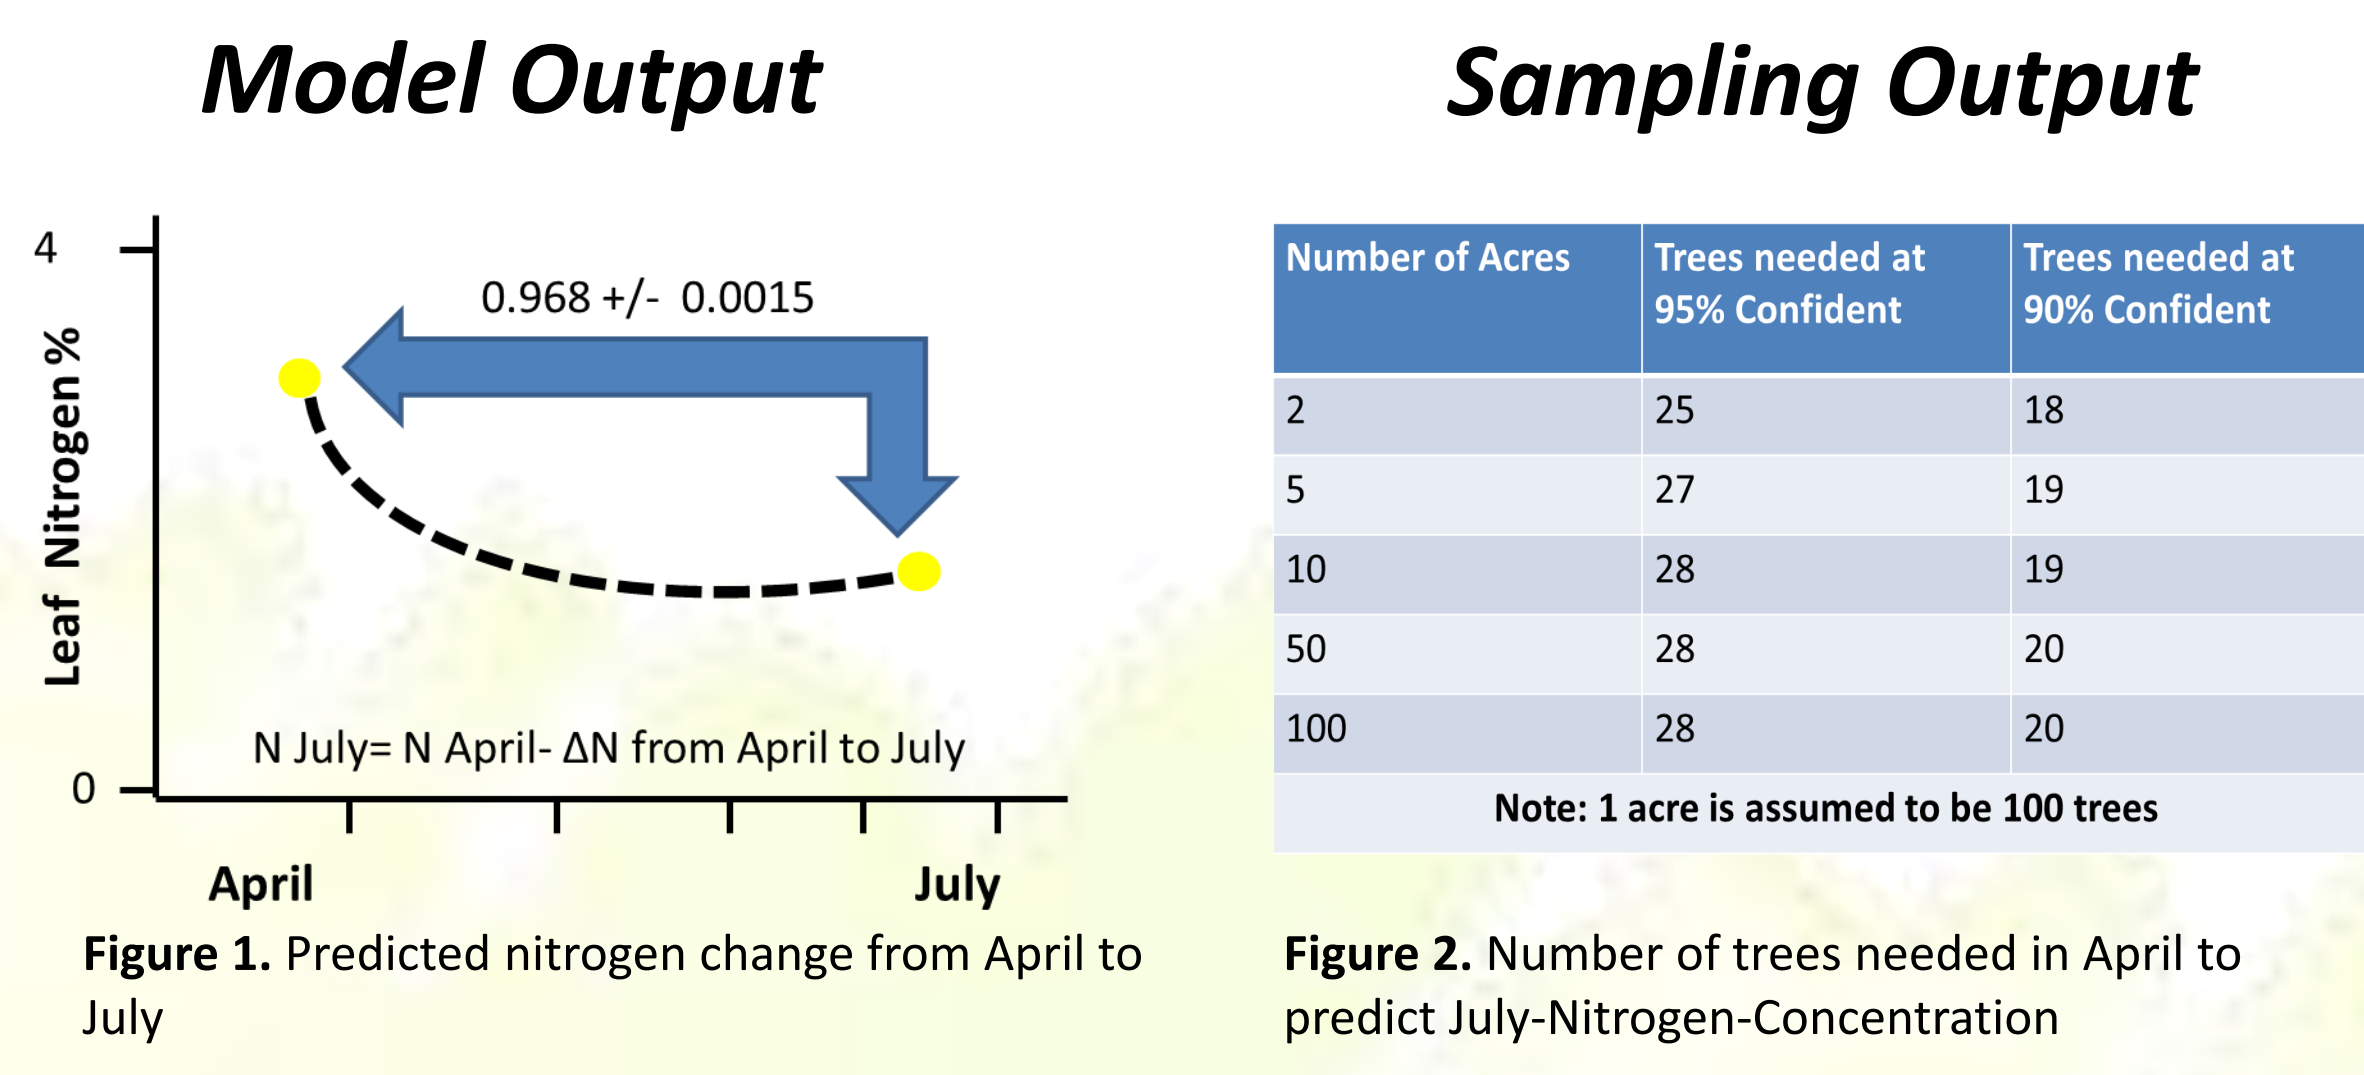 Model Output
4
0.968 +/-  0.0015
Leaf Nitrogen %
N July= N April- ΔN from April to July
0
April July
Figure 1. Predicted nitrogen change from April to
July
Sampling Output
Number of Acres Trees needed at 95% Confident Trees needed at 90% Confident
2 25 18
5 27 19
10 28 19
50 28 20
100 28 20
Note: 1 acre is assumed to be 100 trees
Figure 2. Number of trees needed in April to
predict July-Nitrogen-Concentration